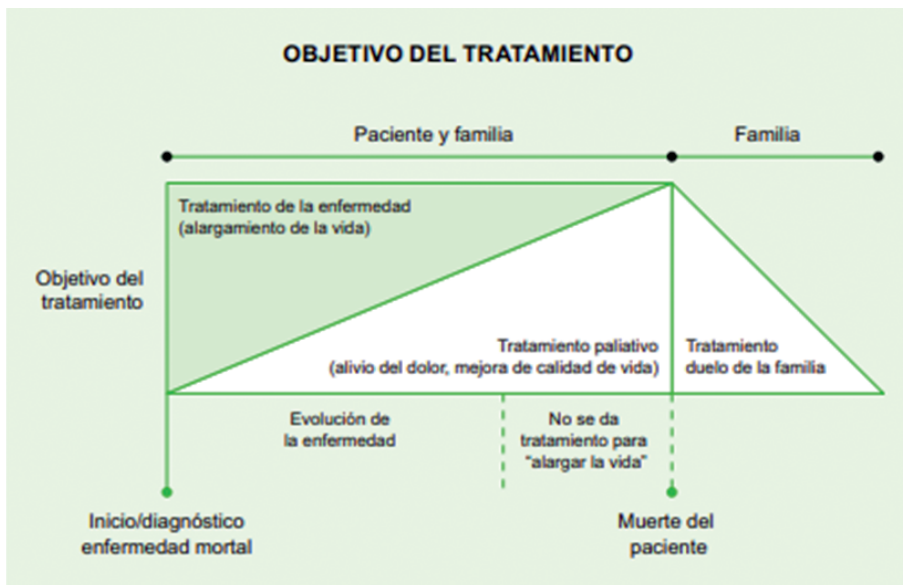 OBJETIVO DEL TRATAMIENTO
Paciente y familia
Familia
Tratamiento de la enfermedad
(alargamiento de la vida)
Objetivo del
tratamiento
Tratamiento paliativo
(alivio del dolor, mejora de calidad de vida)
Tratamiento
duelo de la familia
Evolución de
la enfermedad
No se da
tratamiento para
“alargar la vida”
Inicio/diagnóstico
enfermedad mortal
Muerte del
paciente